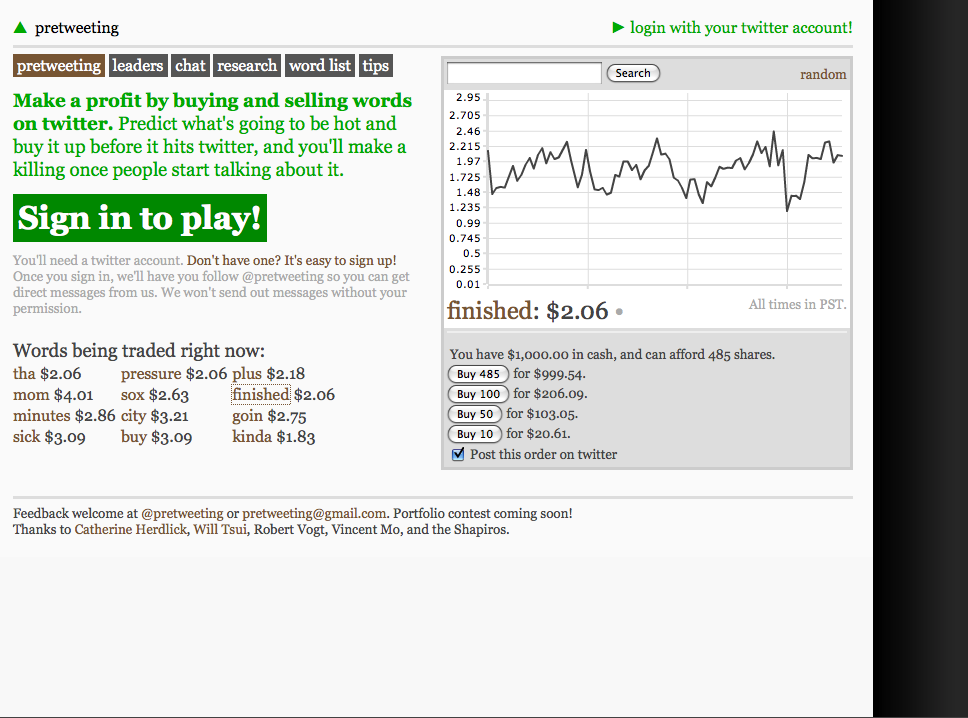 ▲ pretweeting
▶ login with your twitter account!
pretweeting leaders chat research word list tips
Make a profit by buying and selling words
on twitter. Predict what's going to be hot and
buy it up before it hits twitter, and you'll make a
killing once people start talking about it.
Sign in to play!
You'll need a twitter account. Don't have one? It's easy to sign up!
Once you sign in, we'll have you follow @pretweeting so you can get
direct messages from us. We won't send out messages without your
permission.
Words being traded right now:
tha $2.06 pressure $2.06 plus $2.18
mom $4.01 sox $2.63 finished $2.06
minutes $2.86 city $3.21 goin $2.75
sick $3.09 buy $3.09 kinda $1.83
Search
random
2.95
2.705
2.46
2.215
1.97
1.725
1.48
1.235
0.99
0.745
0.5
0.255
0.01
finished: $2.06 •
All times in PST.
You have $1,000.00 in cash, and can afford 485 shares.
Buy 485 for $999.54.
Buy 100 for $206.09.
Buy 50 for $103.05.
Buy 10 for $20.61.
Post this order on twitter
Feedback welcome at @pretweeting or pretweeting@gmail.com. Portfolio contest coming soon!
Thanks to Catherine Herdlick, Will Tsui, Robert Vogt, Vincent Mo, and the Shapiros.